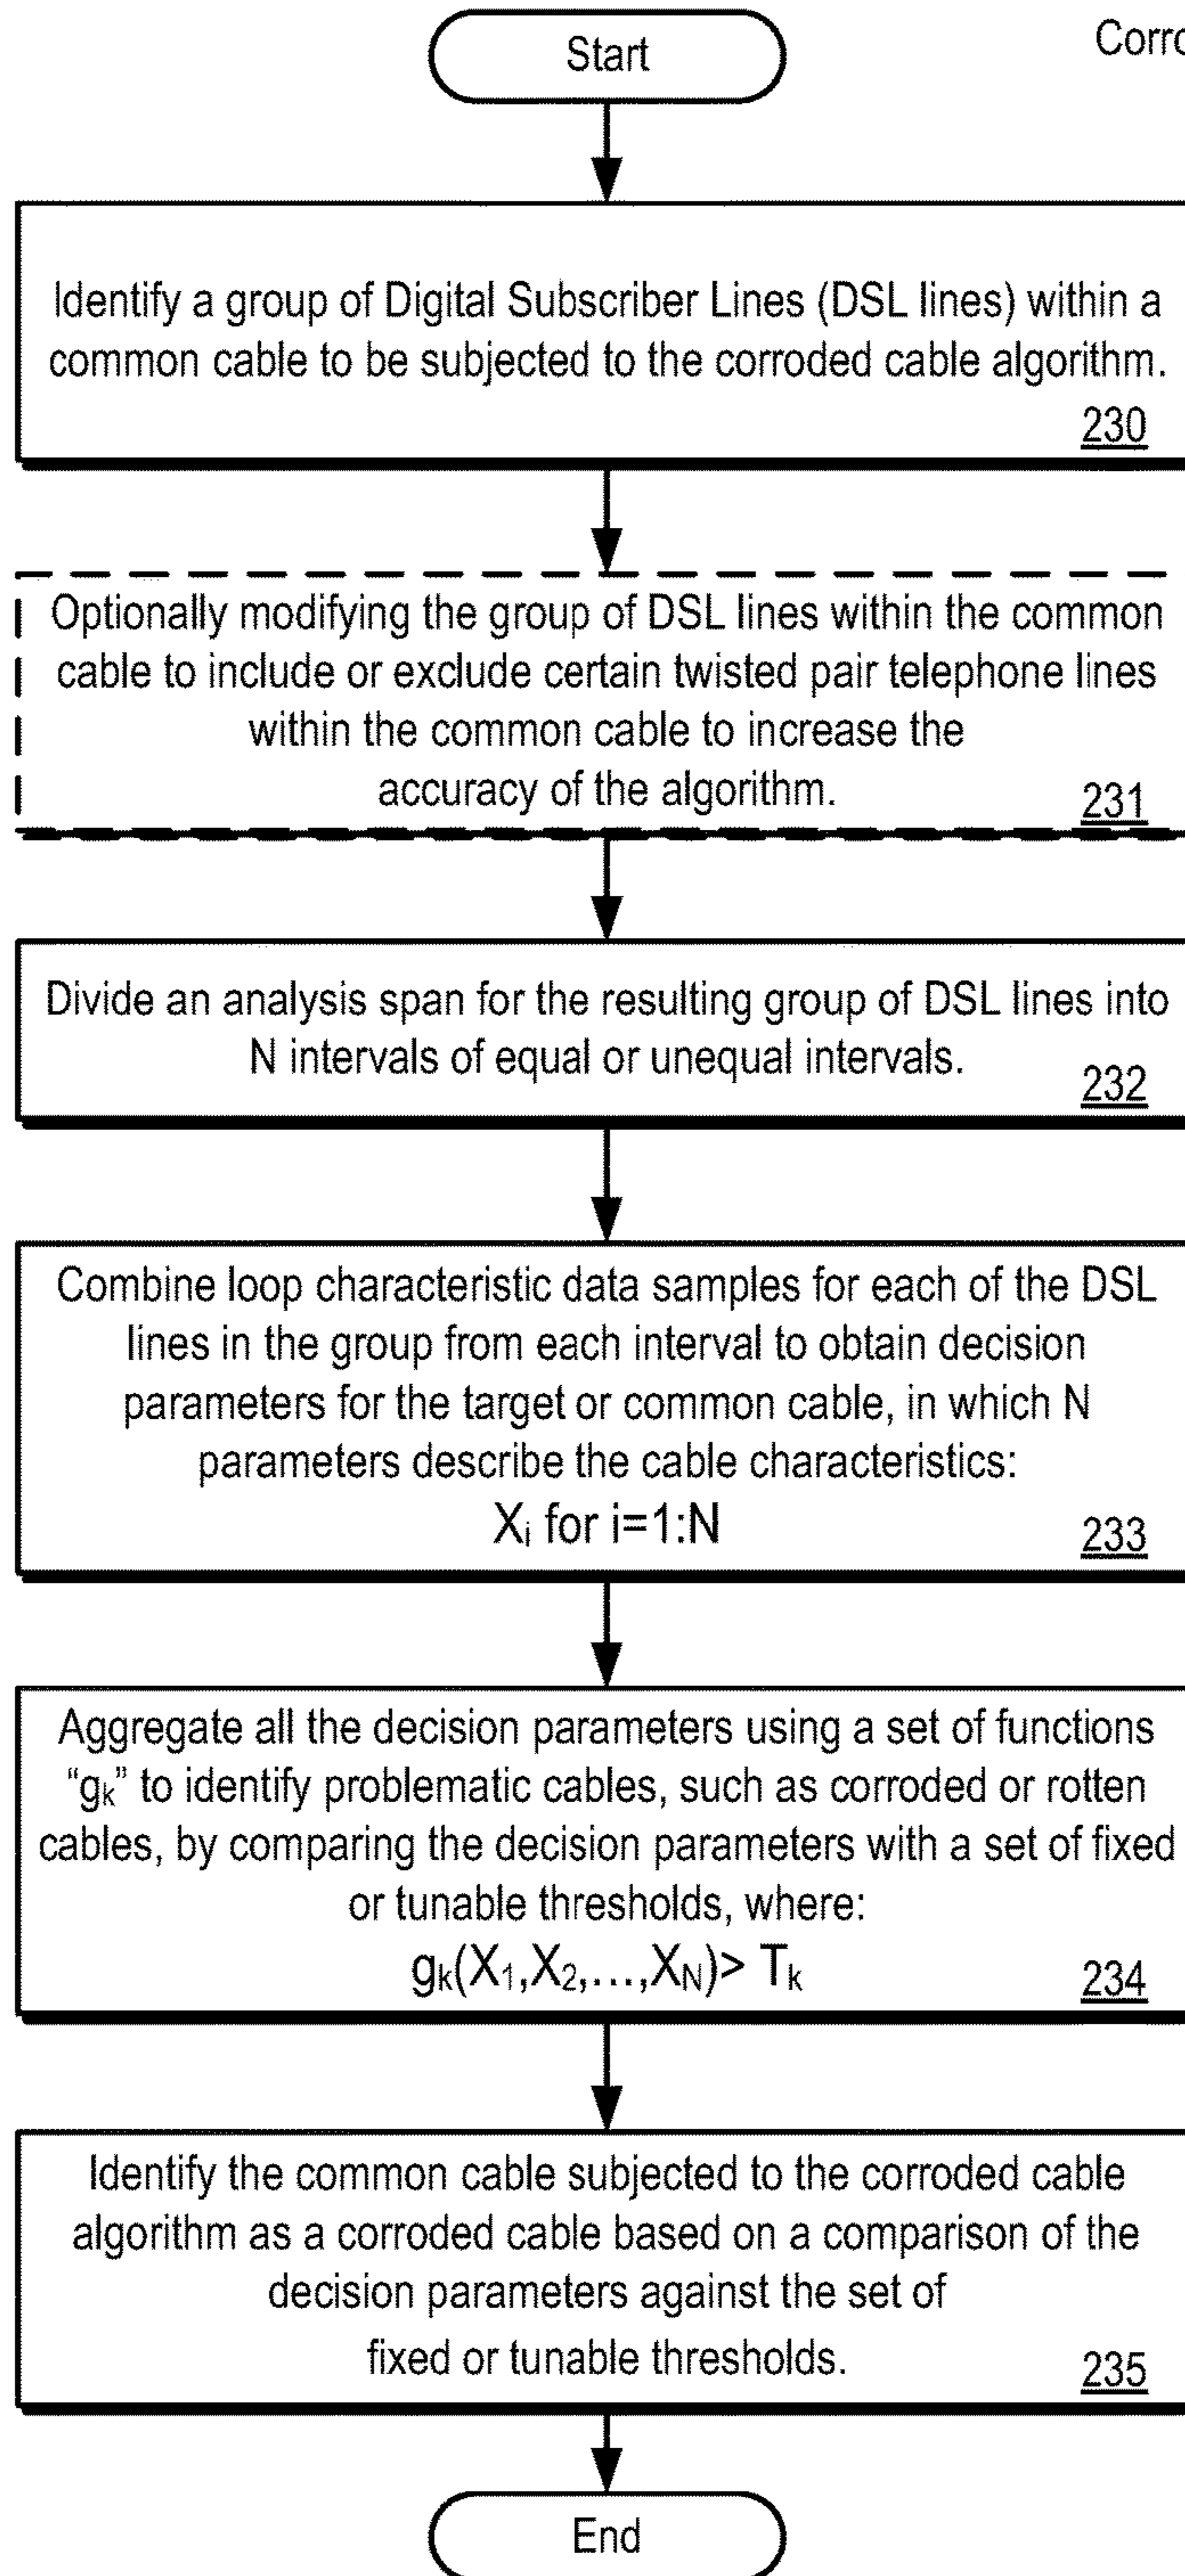 Start
Corro
Identify a group of Digital Subscriber Lines (DSL lines) within a
common cable to be subjected to the corroded cable algorithm.
230
Optionally modifying the group of DSL lines within the common
cable to include or exclude certain twisted pair telephone lines
within the common cable to increase the
accuracy of the algorithm.
231
Divide an analysis span for the resulting group of DSL lines into
N intervals of equal or unequal intervals.
232
Combine loop characteristic data samples for each of the DSL
lines in the group from each interval to obtain decision
parameters for the target or common cable, in which N
parameters describe the cable characteristics:
Xᵢ for i=1:N
233
Aggregate all the decision parameters using a set of functions
“gₖ” to identify problematic cables, such as corroded or rotten
cables, by comparing the decision parameters with a set of fixed
or tunable thresholds, where:
gₖ(X₁,X₂,...,X_N)> Tₖ
234
Identify the common cable subjected to the corroded cable
algorithm as a corroded cable based on a comparison of the
decision parameters against the set of
fixed or tunable thresholds.
235
End